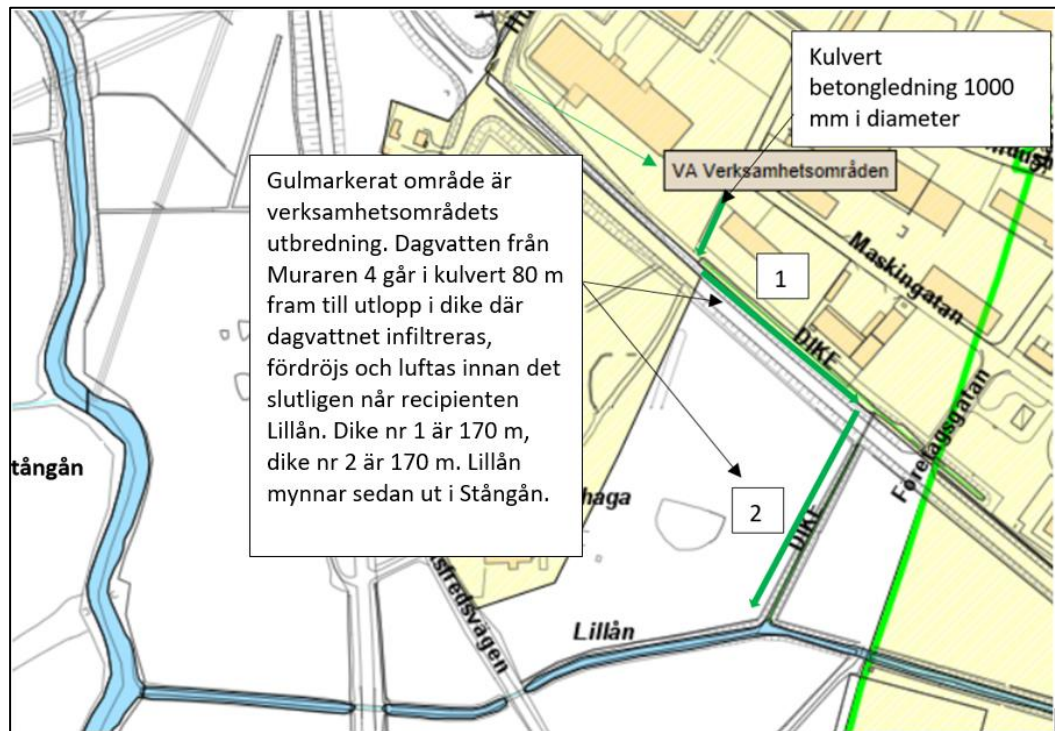 Kulvert
betongledning 1000
mm i diameter
VA Verksamhetsområden
Gulmarkerat område är
verksamhetsområdets
utbredning. Dagvatten från
Muraren 4 går i kulvert 80 m
fram till utlopp i dike där
dagvattnet infiltreras,
fördröjs och luftas innan det
slutligen når recipienten
Lillån. Dike nr 1 är 170 m,
dike nr 2 är 170 m. Lillån
mynnar sedan ut i Stångån.
1
Maskingatan
DIKE
Företagsgatan
tångån
haga
2
DIKE
sfredsvägen
Lillån